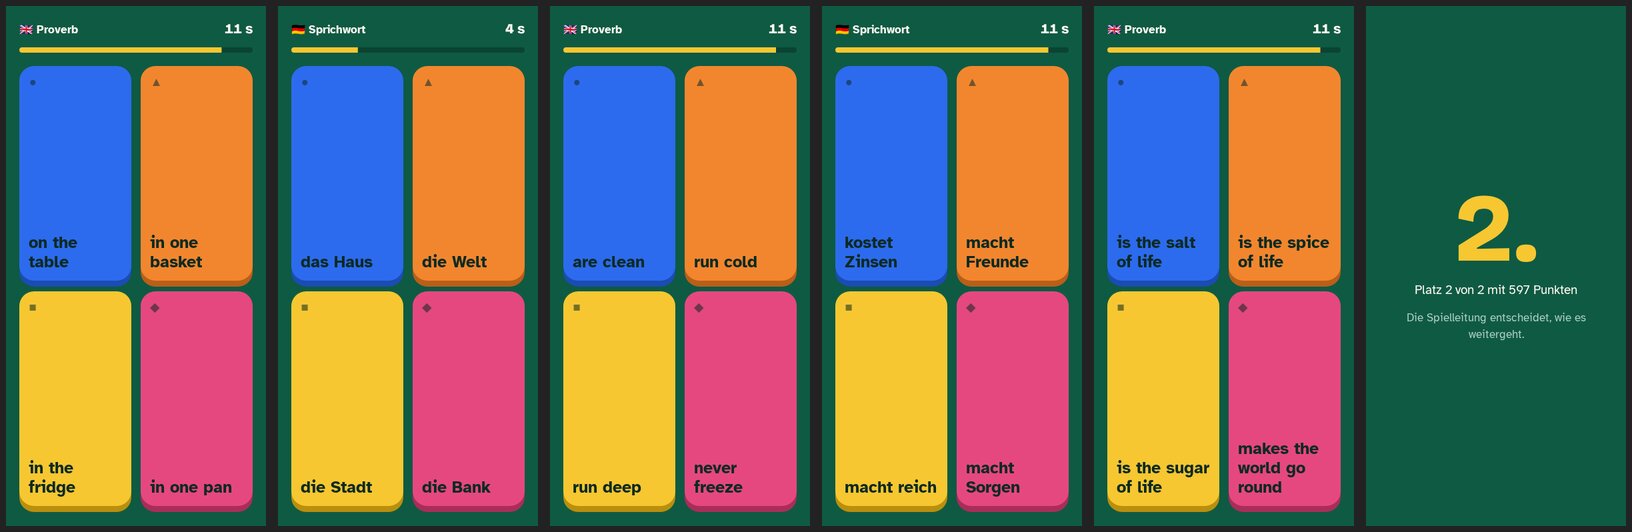 🇬🇧 Proverb 11 s
on the
table
in one
basket
in the
fridge
in one pan
🇩🇪 Sprichwort 4 s
das Haus
die Welt
die Stadt
die Bank
🇬🇧 Proverb 11 s
are clean
run cold
run deep
never
freeze
🇩🇪 Sprichwort 11 s
kostet
Zinsen
macht
Freunde
macht reich
macht
Sorgen
🇬🇧 Proverb 11 s
is the salt
of life
is the spice
of life
is the sugar
of life
makes the
world go
round
2.
Platz 2 von 2 mit 597 Punkten
Die Spielleitung entscheidet, wie es
weitergeht.